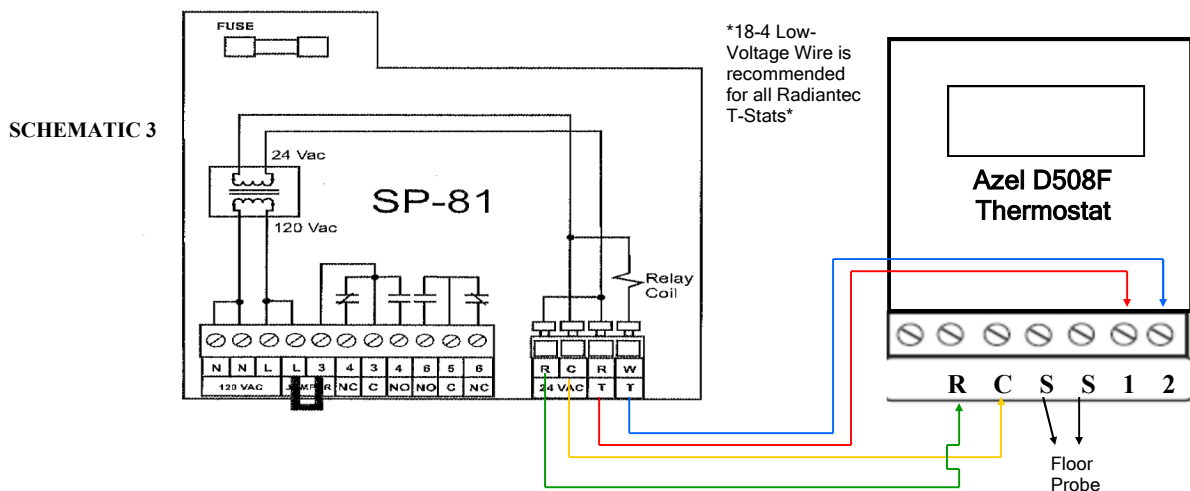 SCHEMATIC 3
FUSE
24 Vac
120 Vac
SP-81
Relay
Coil
N N L L 3 4 3 4 6 5 6
120 VAC JUMPER NC C NO NO C NC
R C R W
24 VAC T T
*18-4 Low-
Voltage Wire is
recommended
for all Radiantec
T-Stats*
Azel D508F
Thermostat
R C S S 1 2
Floor
Probe